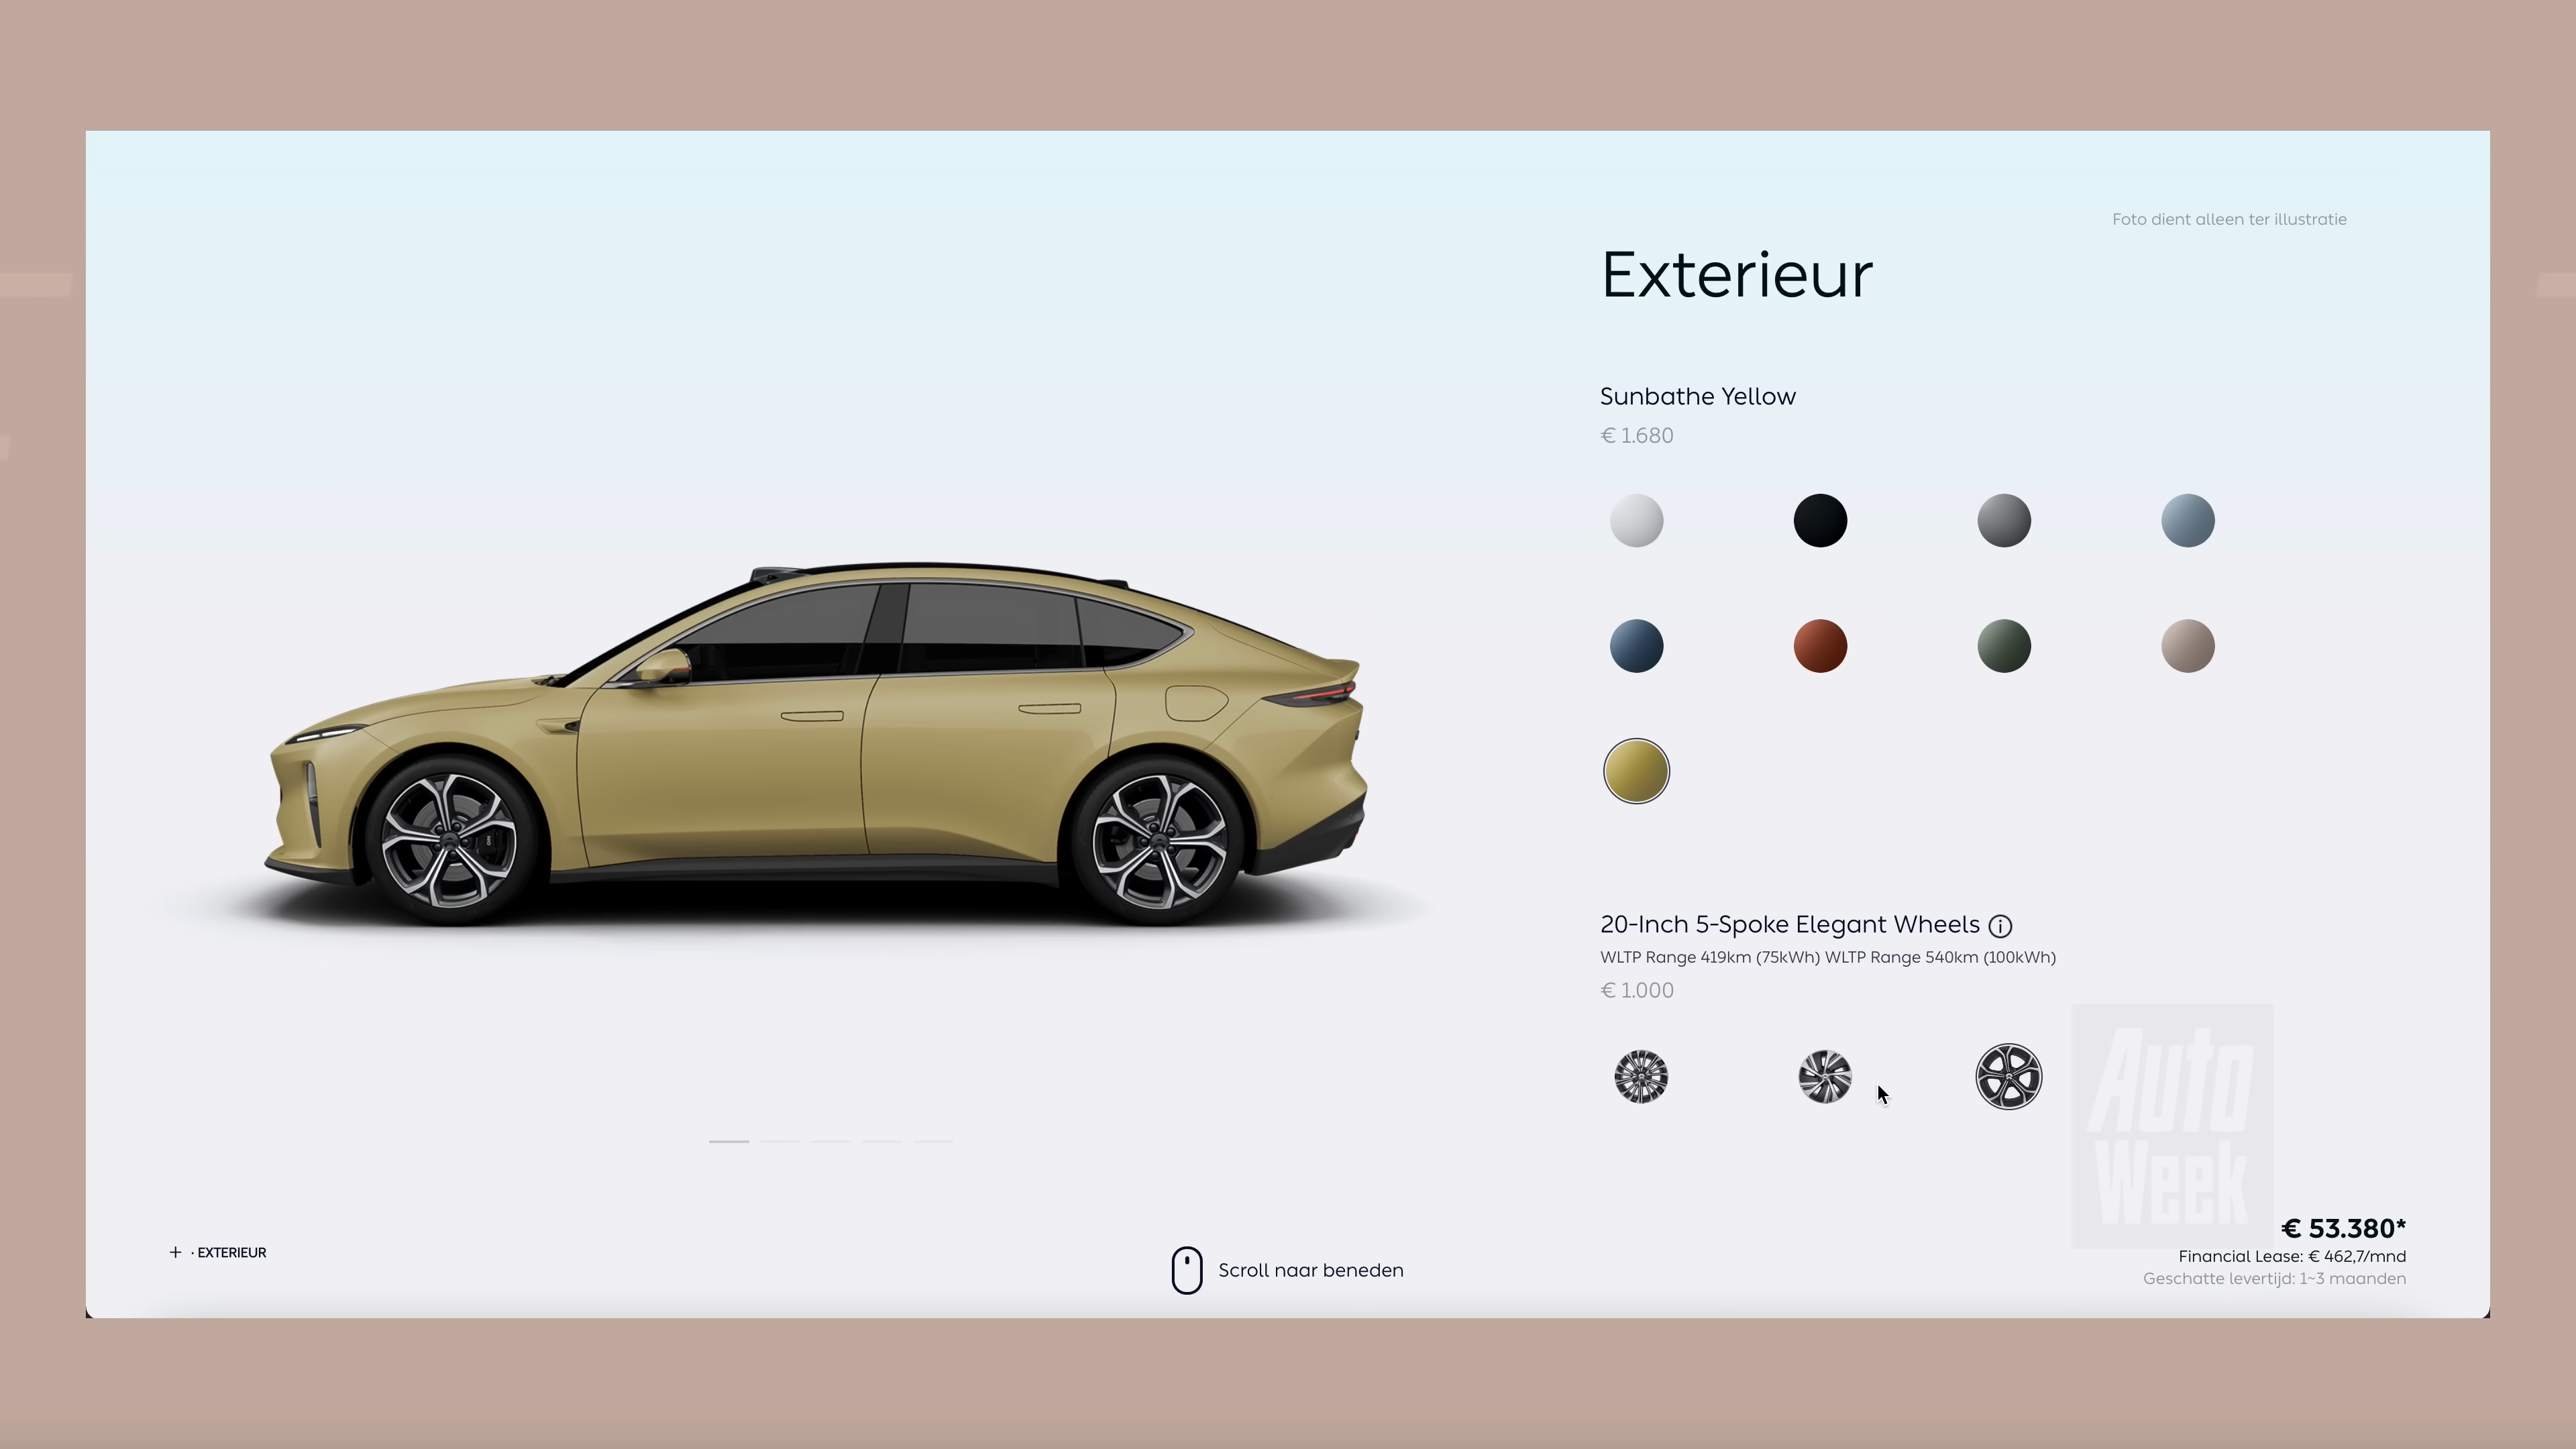 Foto dient alleen ter illustratie
Exterieur
Sunbathe Yellow
€ 1.680
20-Inch 5-Spoke Elegant Wheels
WLTP Range 419km (75kWh) WLTP Range 540km (100kWh)
€ 1.000
Auto
Week
€ 53.380*
Financial Lease: € 462,7/mnd
Geschatte levertijd: 1~3 maanden
+ · EXTERIEUR
Scroll naar beneden